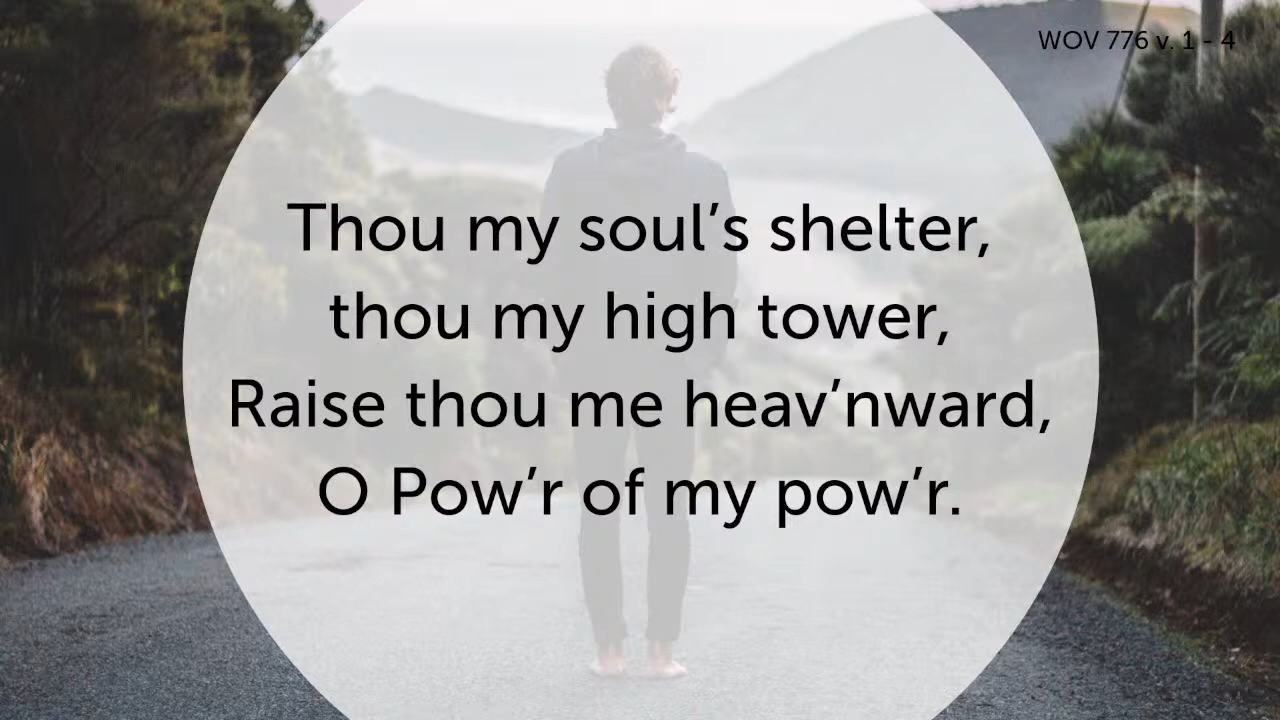 WOV 776 v. 1 - 4
Thou my soul’s shelter,
thou my high tower,
Raise thou me heav’nward,
O Pow’r of my pow’r.